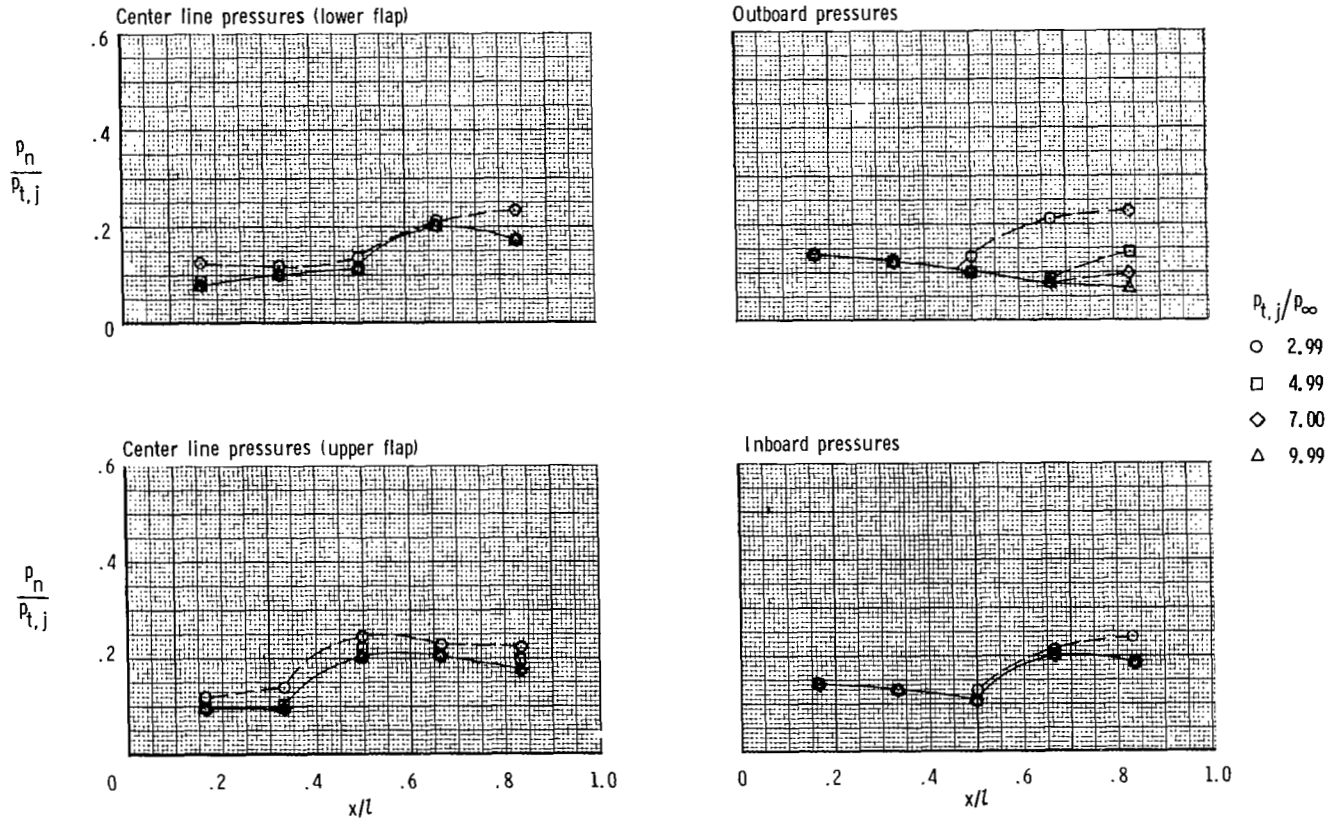 Center line pressures (lower flap)
.6
.4
.2
0
p_n
p_t,j
Outboard pressures
p_t,j/p_∞
○ 2.99
□ 4.99
◇ 7.00
△ 9.99
Center line pressures (upper flap)
.6
.4
.2
p_n
p_t,j
0 .2 .4 .6 .8 1.0
x/l
Inboard pressures
0 .2 .4 .6 .8 1.0
x/l